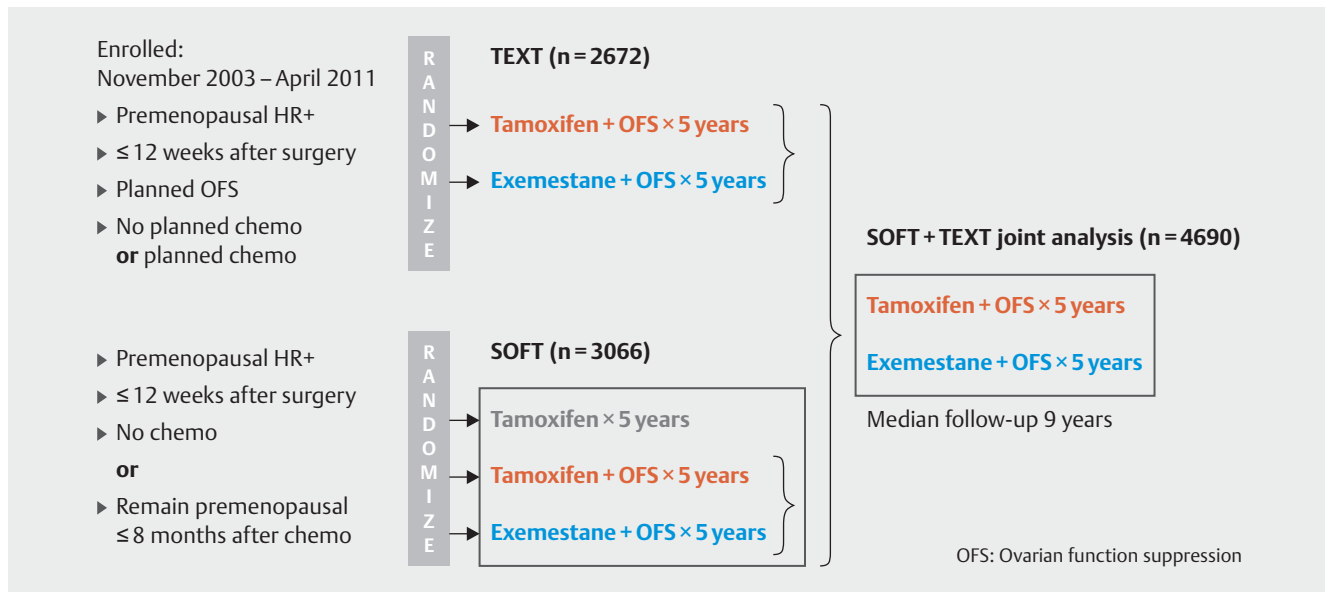 Enrolled:
November 2003 – April 2011
▸ Premenopausal HR+
▸ ≤ 12 weeks after surgery
▸ Planned OFS
▸ No planned chemo
or planned chemo
RANDOMIZE
TEXT (n = 2672)
Tamoxifen + OFS × 5 years
Exemestane + OFS × 5 years
▸ Premenopausal HR+
▸ ≤ 12 weeks after surgery
▸ No chemo
or
▸ Remain premenopausal
≤ 8 months after chemo
RANDOMIZE
SOFT (n = 3066)
Tamoxifen × 5 years
Tamoxifen + OFS × 5 years
Exemestane + OFS × 5 years
SOFT + TEXT joint analysis (n = 4690)
Tamoxifen + OFS × 5 years
Exemestane + OFS × 5 years
Median follow-up 9 years
OFS: Ovarian function suppression